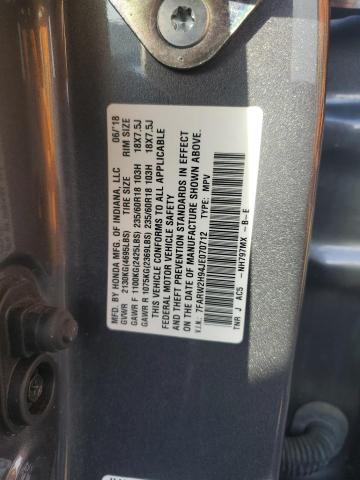 MFD. BY HONDA MFG. OF INDIANA, LLC 06/'18
GVWR 2130KG(4695LBS) TIRE SIZE RIM SIZE
GAWR F 1100KG(2425LBS) 235/60R18 103H 18X7.5J
GAWR R 1075KG(2369LBS) 235/60R18 103H 18X7.5J
THIS VEHICLE CONFORMS TO ALL APPLICABLE
FEDERAL MOTOR VEHICLE SAFETY
AND THEFT PREVENTION STANDARDS IN EFFECT
ON THE DATE OF MANUFACTURE SHOWN ABOVE.
V.I.N. 7FARW2H94JE070712 TYPE: MPV
TNR J AC5 -NH797MX -B-E